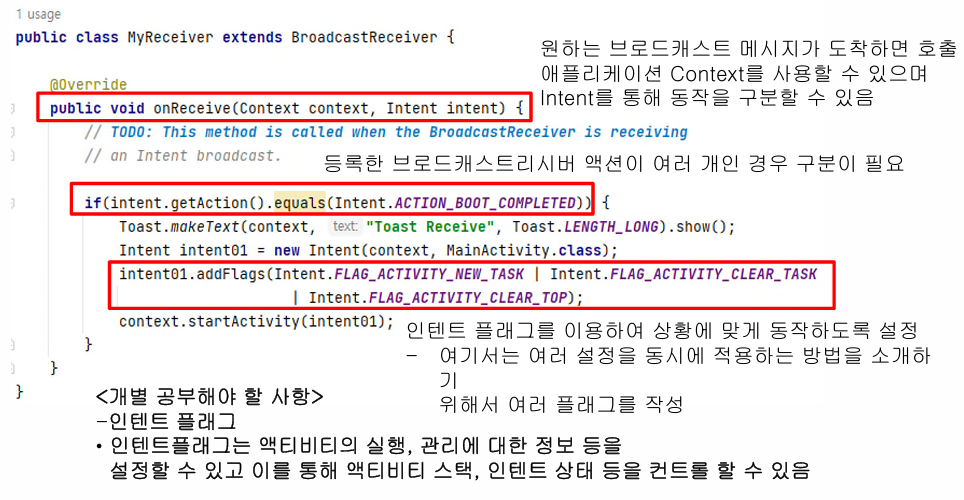 1 usage
public class MyReceiver extends BroadcastReceiver {
원하는 브로드캐스트 메시지가 도착하면 호출
애플리케이션 Context를 사용할 수 있으며
Intent를 통해 동작을 구분할 수 있음
@Override
public void onReceive(Context context, Intent intent) {
// TODO: This method is called when the BroadcastReceiver is receiving
// an Intent broadcast.
등록한 브로드캐스트리시버 액션이 여러 개인 경우 구분이 필요
if(intent.getAction().equals(Intent.ACTION_BOOT_COMPLETED)) {
Toast.makeText(context, text: "Toast Receive", Toast.LENGTH_LONG).show();
Intent intent01 = new Intent(context, MainActivity.class);
intent01.addFlags(Intent.FLAG_ACTIVITY_NEW_TASK | Intent.FLAG_ACTIVITY_CLEAR_TASK
| Intent.FLAG_ACTIVITY_CLEAR_TOP);
context.startActivity(intent01);
}
}
}
인텐트 플래그를 이용하여 상황에 맞게 동작하도록 설정
- 여기서는 여러 설정을 동시에 적용하는 방법을 소개하
기
위해서 여러 플래그를 작성
<개별 공부해야 할 사항>
-인텐트 플래그
• 인텐트플래그는 액티비티의 실행, 관리에 대한 정보 등을
설정할 수 있고 이를 통해 액티비티 스택, 인텐트 상태 등을 컨트롤 할 수 있음